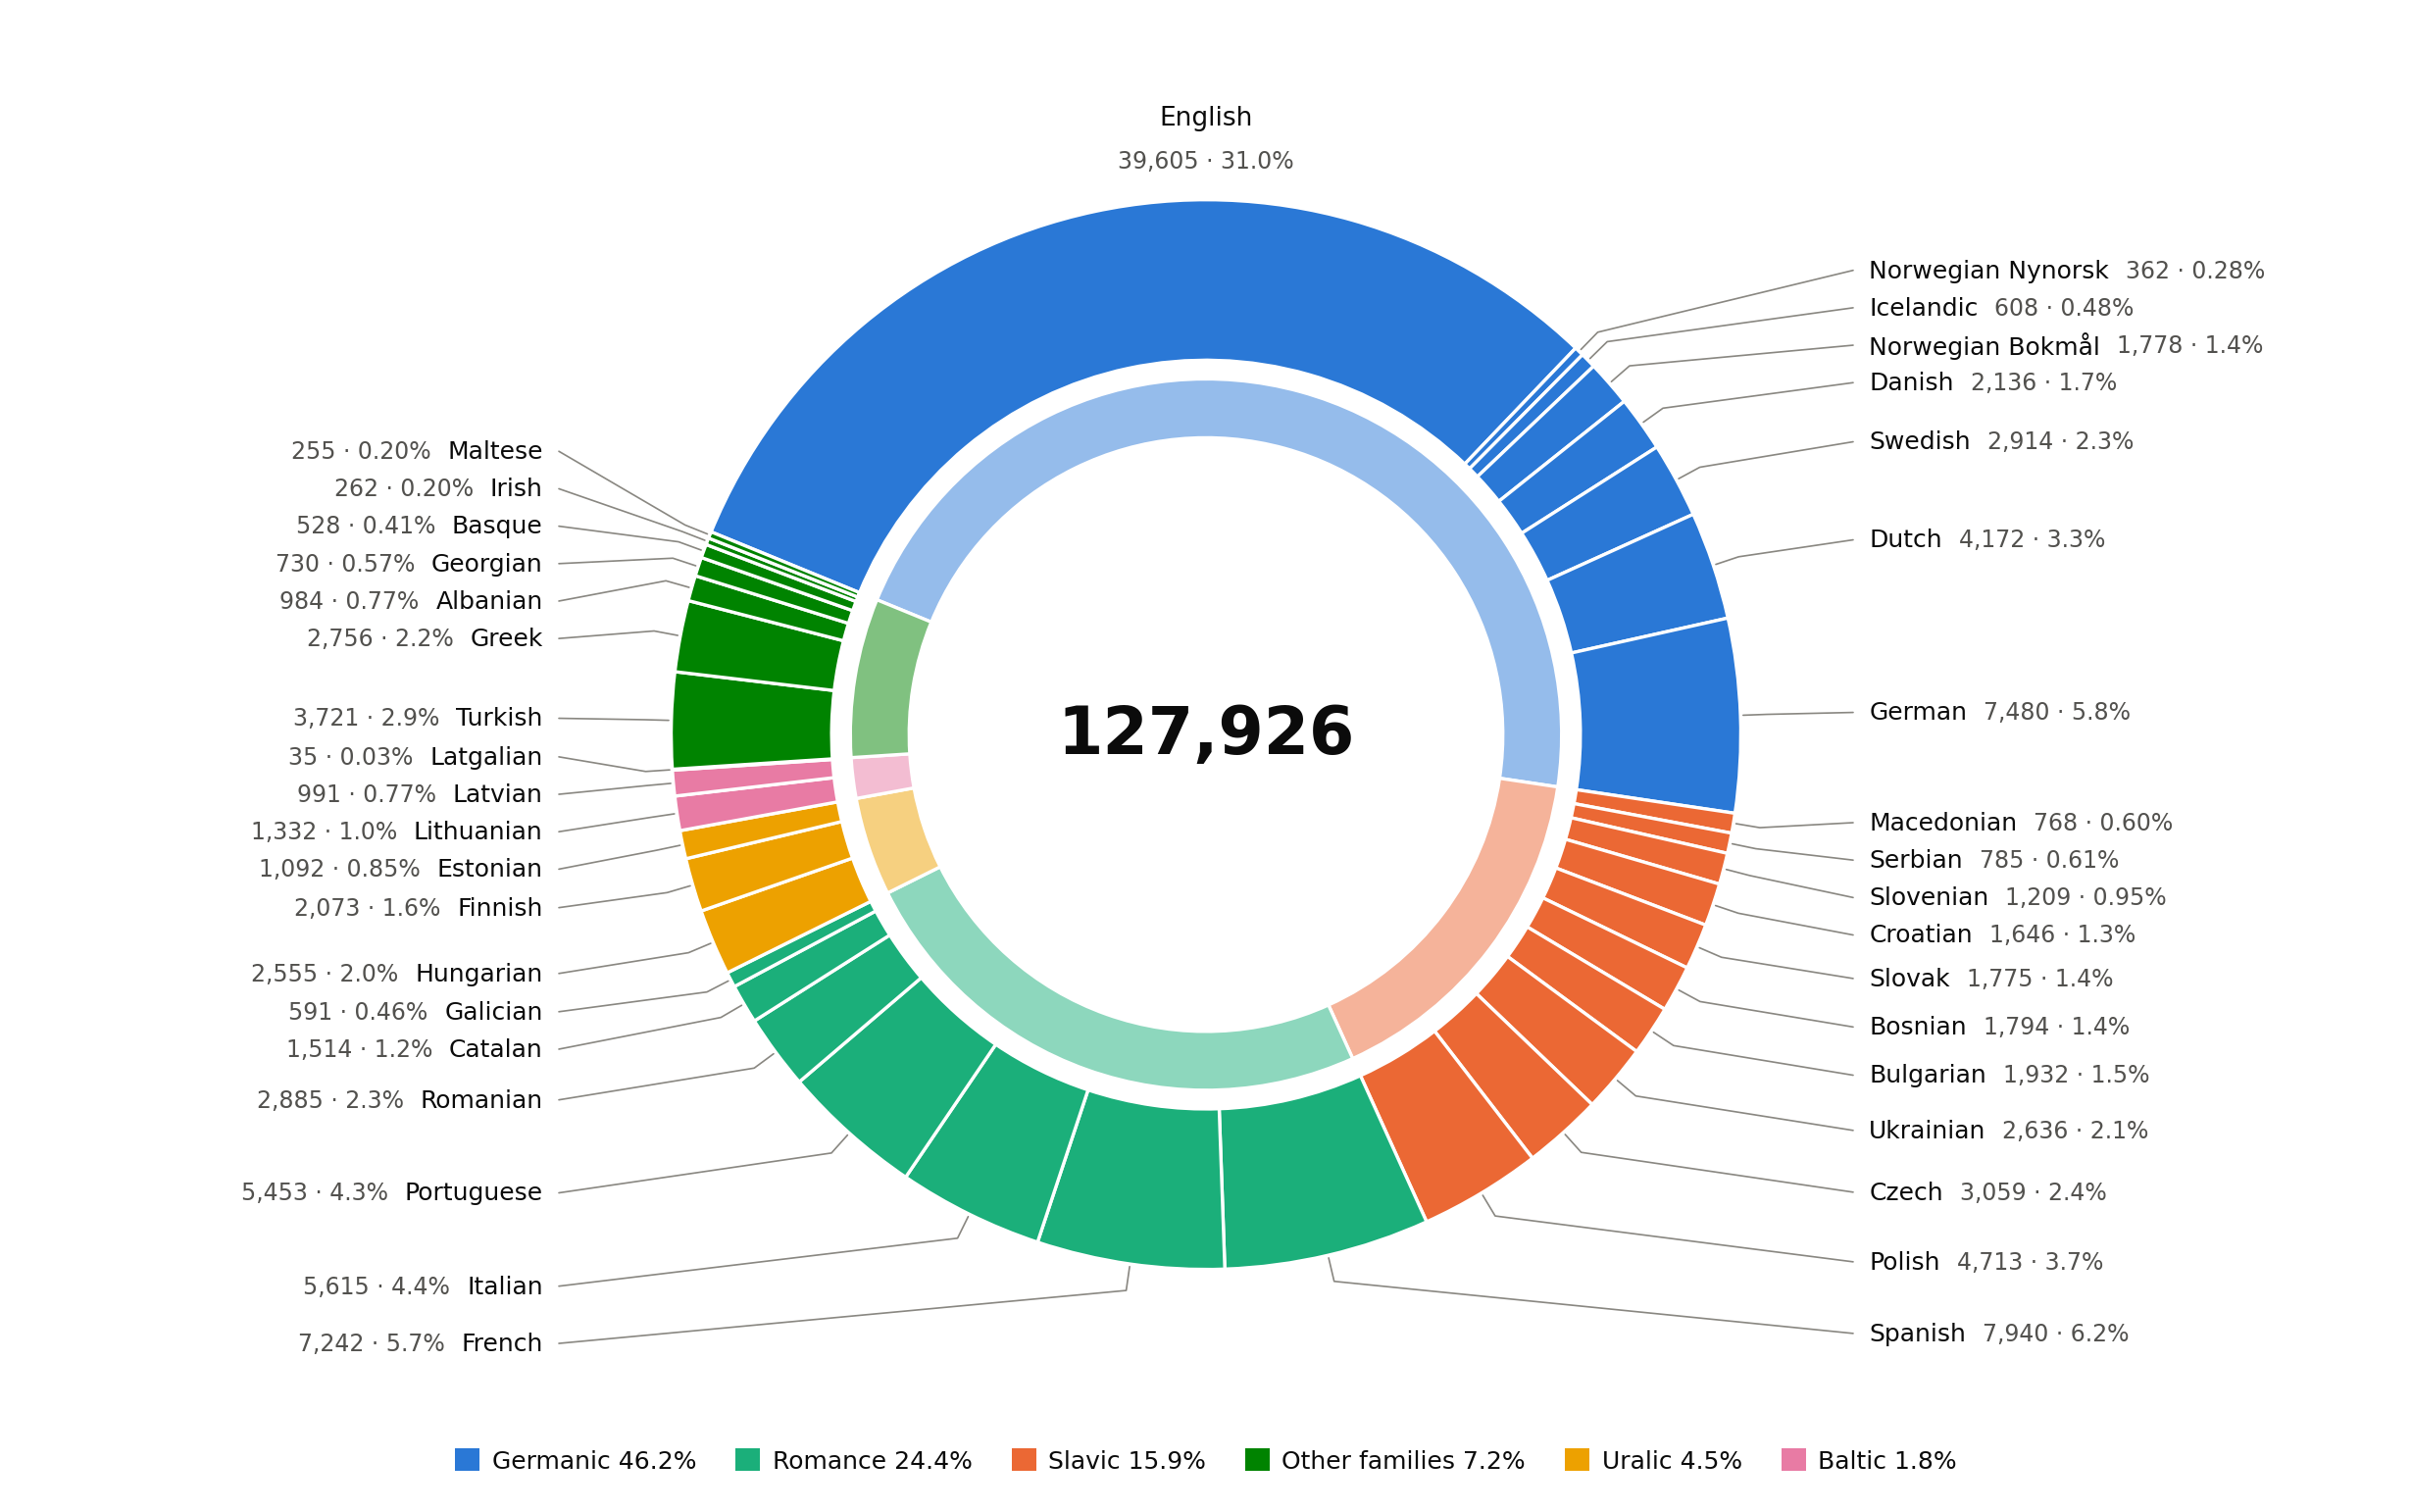 English
39,605 · 31.0%
Norwegian Nynorsk 362 · 0.28%
Icelandic 608 · 0.48%
Norwegian Bokmål 1,778 · 1.4%
Danish 2,136 · 1.7%
Swedish 2,914 · 2.3%
Dutch 4,172 · 3.3%
German 7,480 · 5.8%
Macedonian 768 · 0.60%
Serbian 785 · 0.61%
Slovenian 1,209 · 0.95%
Croatian 1,646 · 1.3%
Slovak 1,775 · 1.4%
Bosnian 1,794 · 1.4%
Bulgarian 1,932 · 1.5%
Ukrainian 2,636 · 2.1%
Czech 3,059 · 2.4%
Polish 4,713 · 3.7%
Spanish 7,940 · 6.2%
255 · 0.20% Maltese
262 · 0.20% Irish
528 · 0.41% Basque
730 · 0.57% Georgian
984 · 0.77% Albanian
2,756 · 2.2% Greek
3,721 · 2.9% Turkish
35 · 0.03% Latgalian
991 · 0.77% Latvian
1,332 · 1.0% Lithuanian
1,092 · 0.85% Estonian
2,073 · 1.6% Finnish
2,555 · 2.0% Hungarian
591 · 0.46% Galician
1,514 · 1.2% Catalan
2,885 · 2.3% Romanian
5,453 · 4.3% Portuguese
5,615 · 4.4% Italian
7,242 · 5.7% French
127,926
Germanic 46.2% Romance 24.4% Slavic 15.9% Other families 7.2% Uralic 4.5% Baltic 1.8%